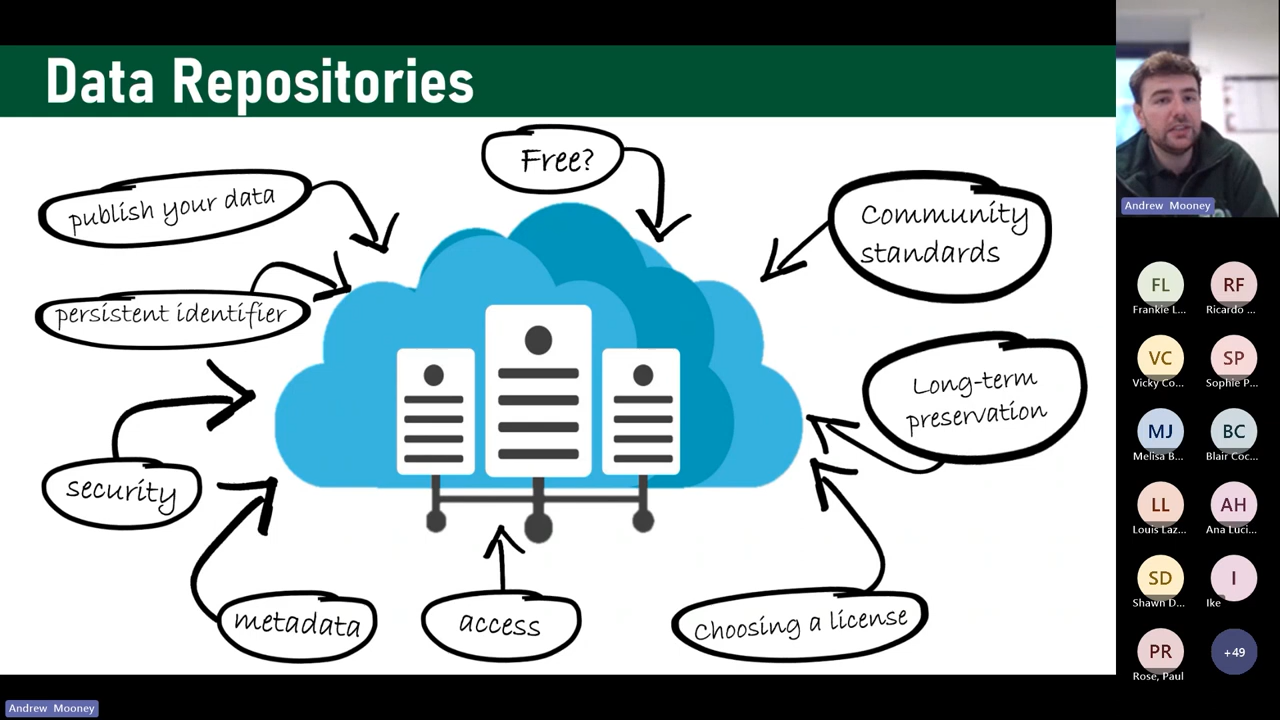 Data Repositories
Free?
publish your data
Community
standards
persistent identifier
Long-term
preservation
security
metadata
access
Choosing a license
Andrew Mooney
FL
RF
Frankie L...
Ricardo ...
VC
SP
Vicky Co...
Sophie P...
MJ
BC
Melisa B...
Blair Coc...
LL
AH
Louis Laz...
Ana Luci...
SD
I
Shawn D...
Ike
PR
+49
Rose, Paul
Andrew Mooney